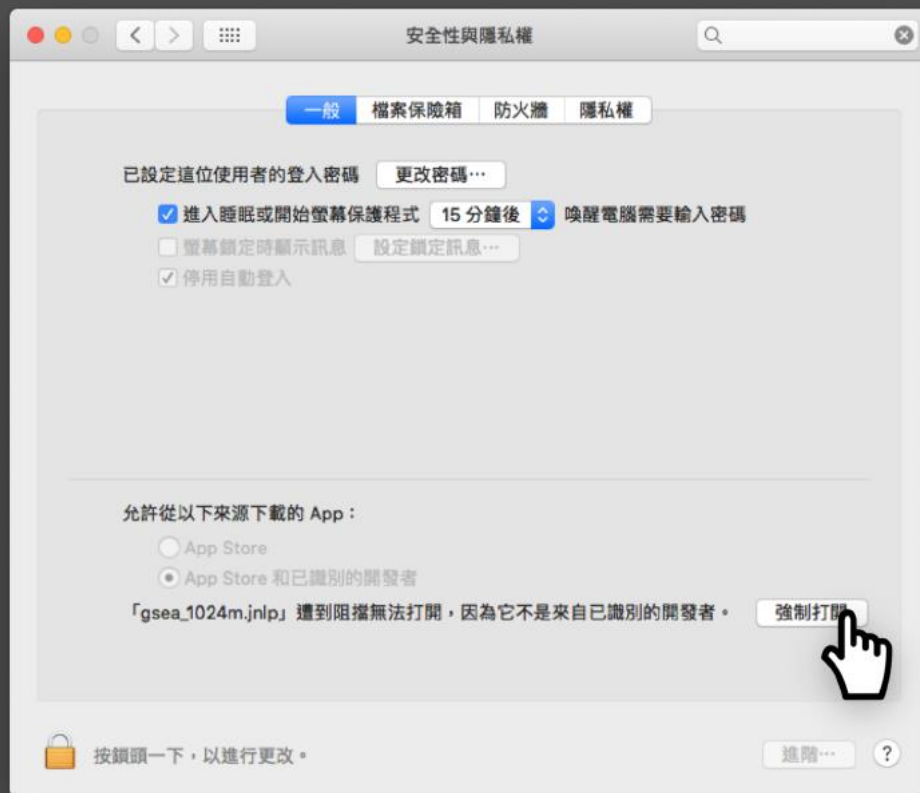 安全性與隱私權
一般 檔案保險箱 防火牆 隱私權
已設定這位使用者的登入密碼 更改密碼⋯
進入睡眠或開始螢幕保護程式 15 分鐘後 喚醒電腦需要輸入密碼
螢幕鎖定時顯示訊息 設定鎖定訊息⋯
停用自動登入
允許從以下來源下載的 App：
App Store
App Store 和已識別的開發者
「gsea_1024m.jnlp」遭到阻擋無法打開，因為它不是來自已識別的開發者。 強制打開
按鎖頭一下，以進行更改。 進階⋯ ?